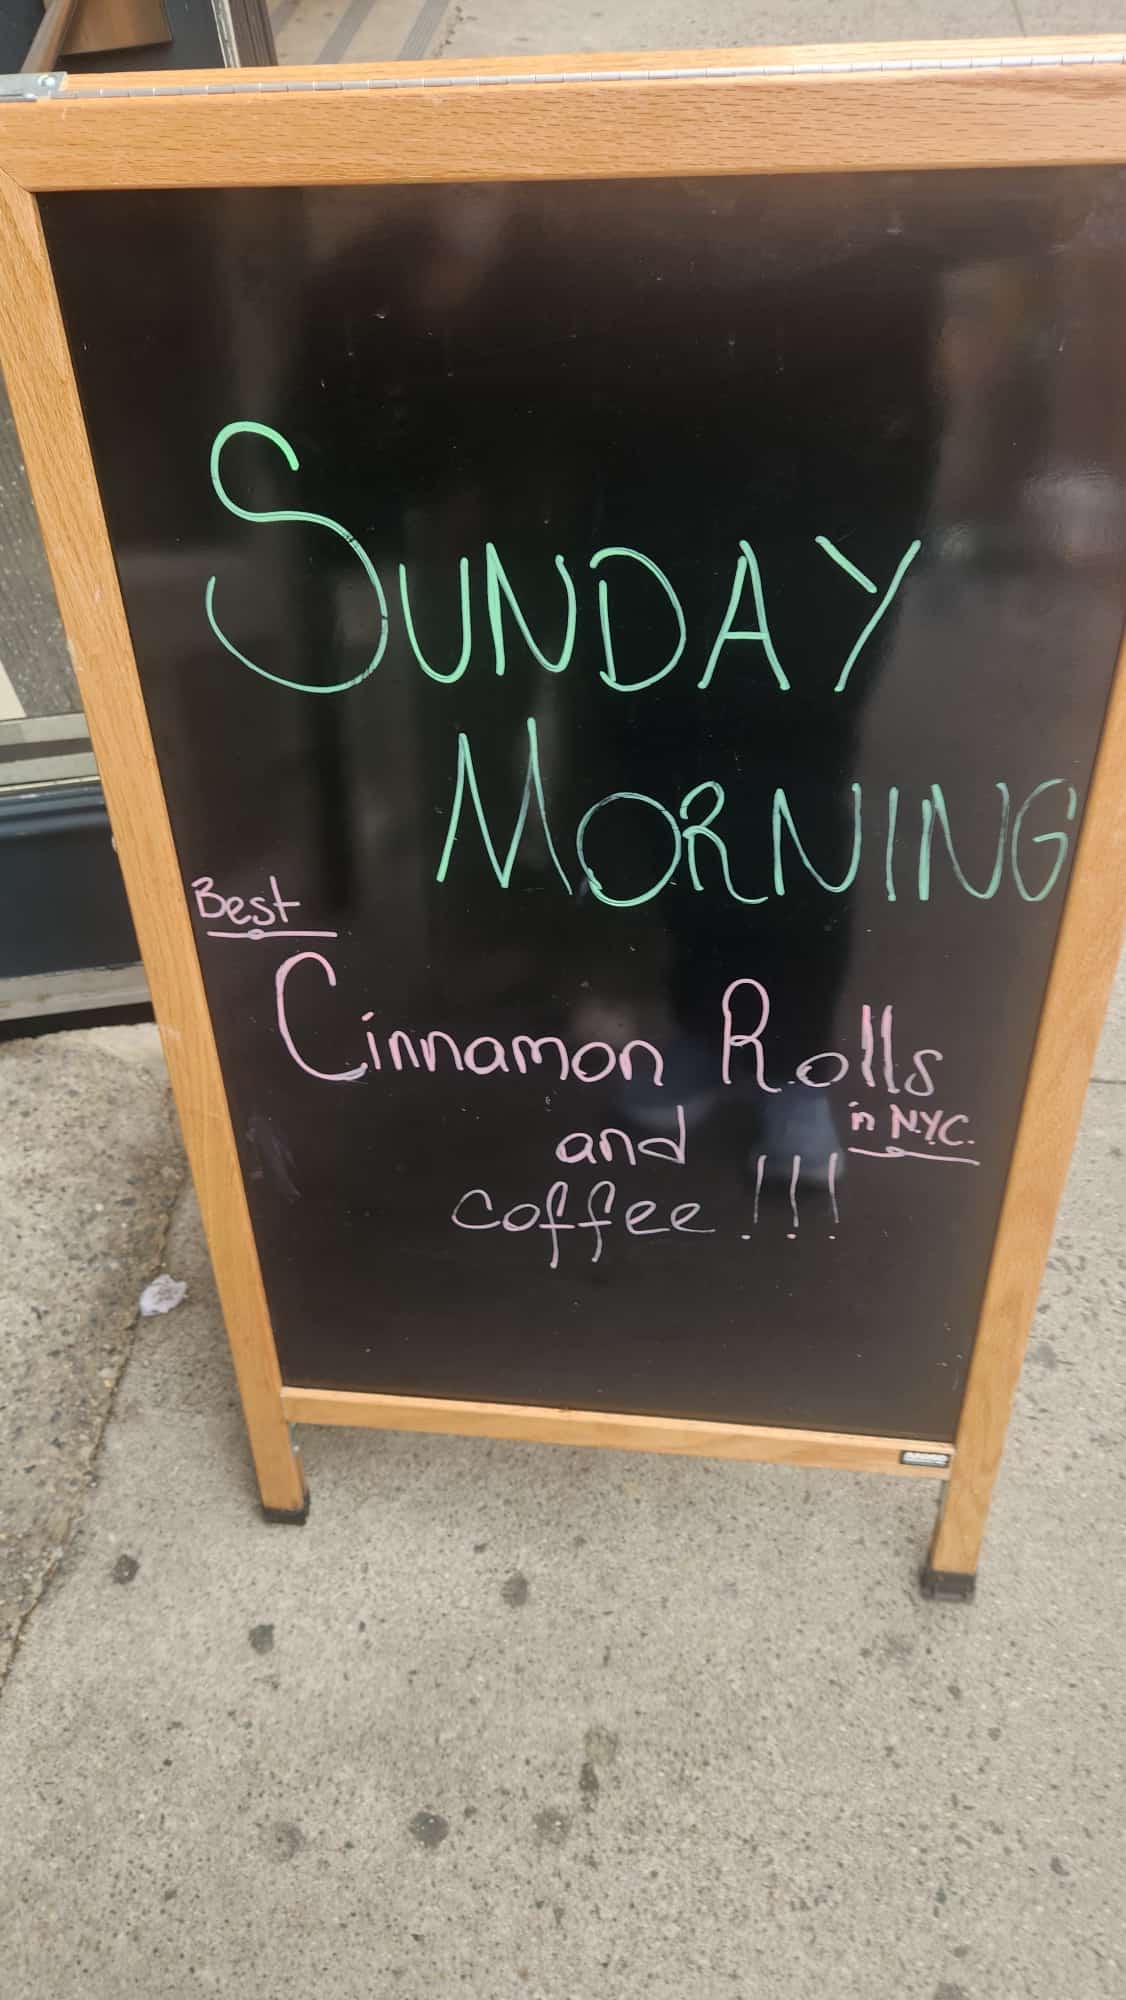 SUNDAY
MORNING
Best
Cinnamon Rolls
in N.Y.C.
and
coffee !!!